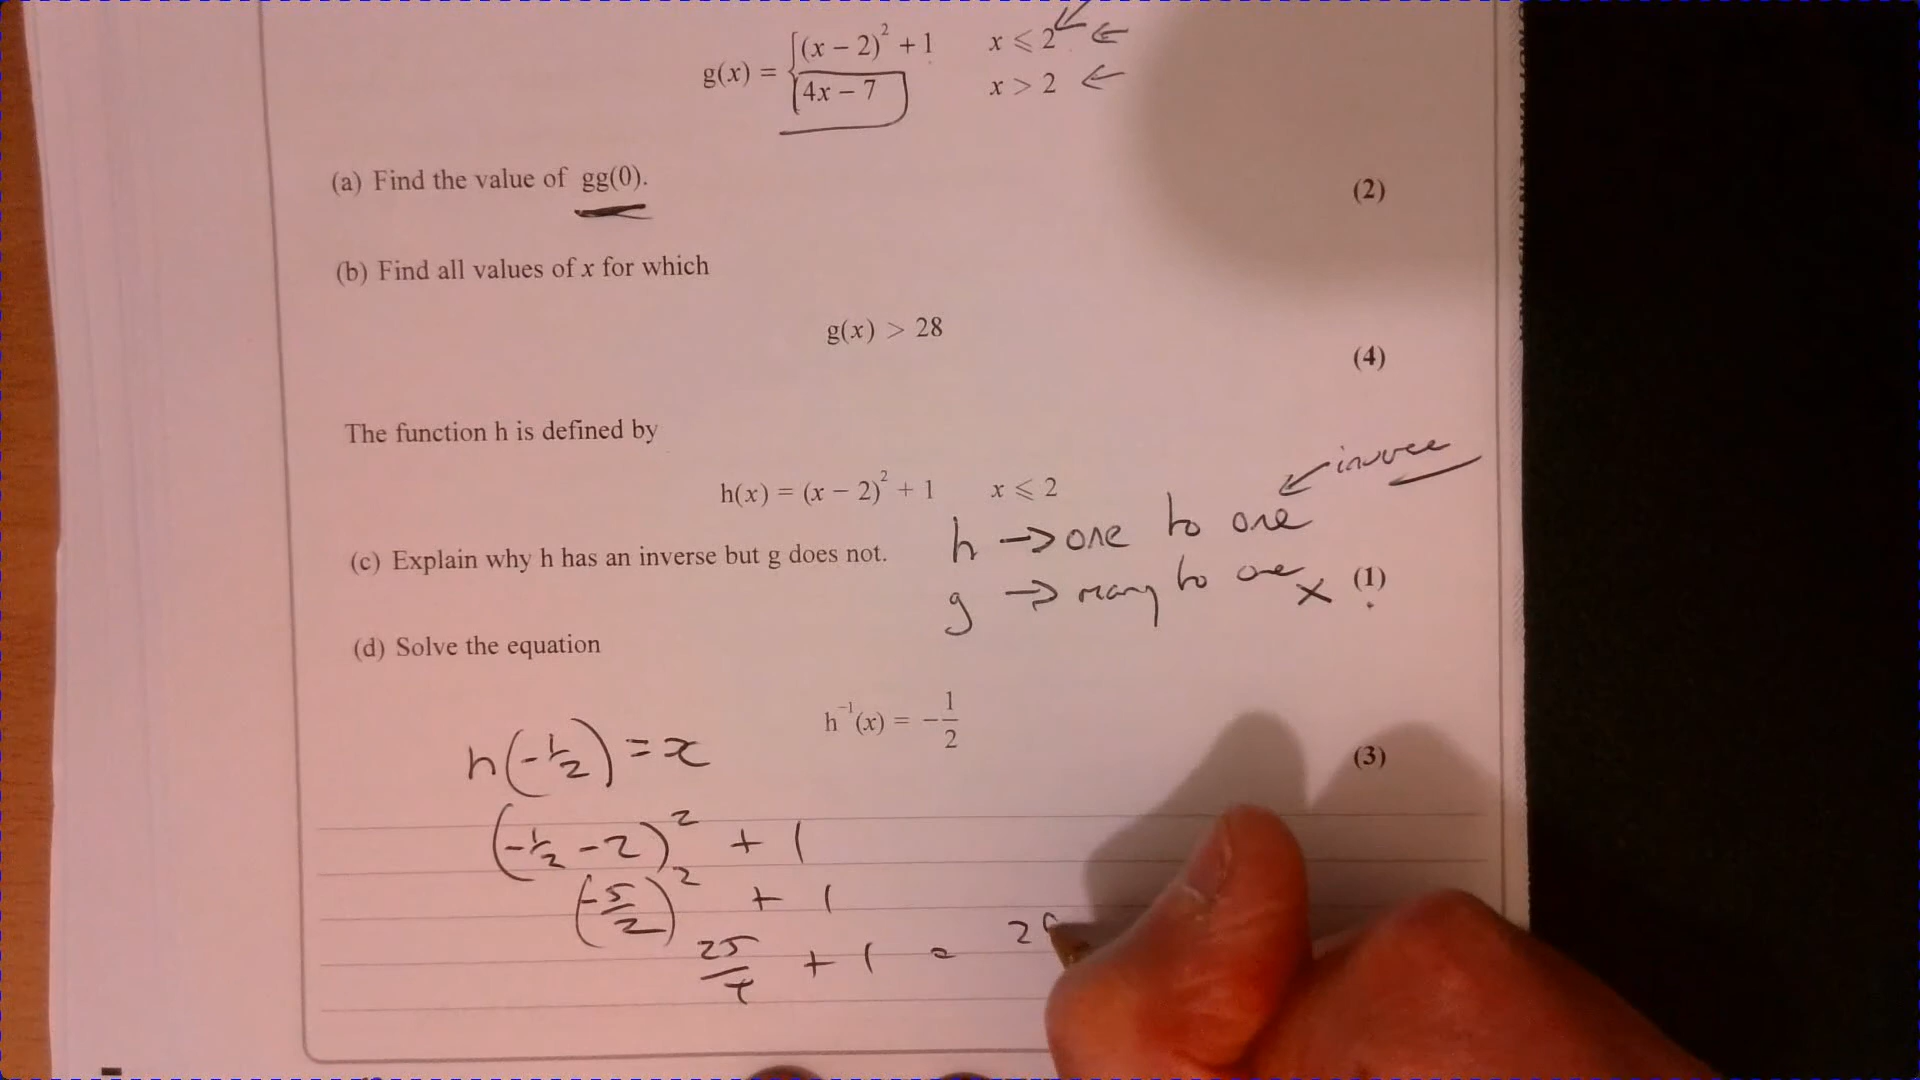 g(x) = { (x − 2)² + 1 x ⩽ 2
4x − 7 x > 2
(a) Find the value of gg(0).
(2)
(b) Find all values of x for which
g(x) > 28
(4)
The function h is defined by
h(x) = (x − 2)² + 1 x ⩽ 2
h → one to one
(c) Explain why h has an inverse but g does not.
g → many to one x (1)
(d) Solve the equation
h⁻¹(x) = −1/2
(3)
h(-1/2) = x
(-1/2 - 2)² + 1
(-5/2)² + 1
25/4 + 1 =